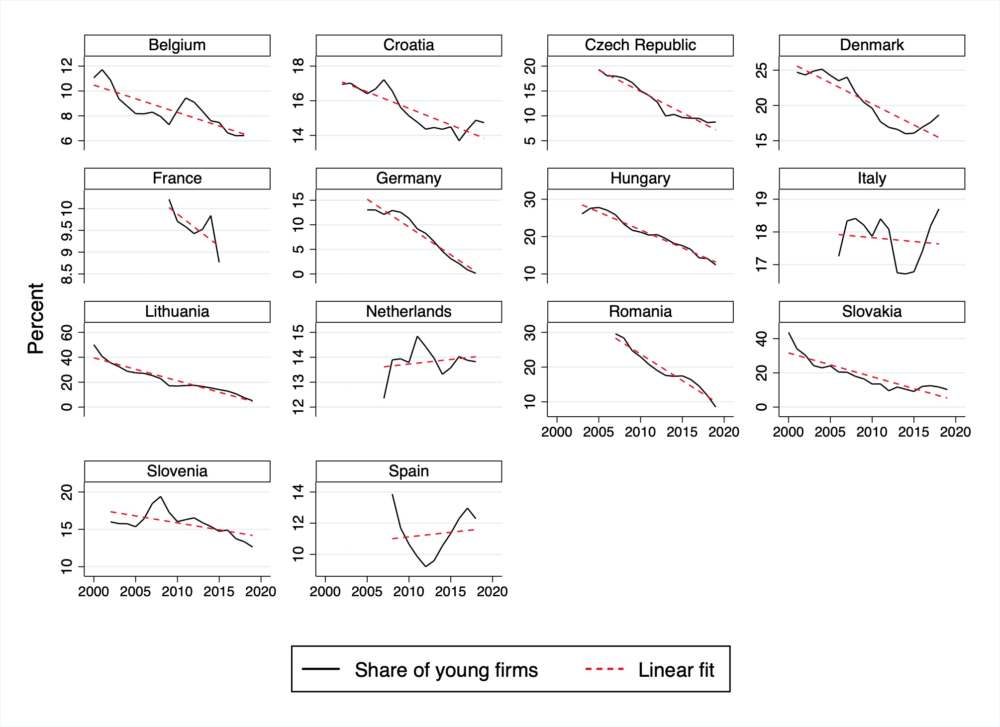 Percent
Belgium
12
10
8
6
Croatia
18
16
14
Czech Republic
20
15
10
5
Denmark
25
20
15
France
10
9.5
9
8.5
Germany
15
10
5
0
Hungary
30
20
10
Italy
19
18
17
Lithuania
60
40
20
0
Netherlands
15
14
13
12
Romania
30
20
10
2000 2005 2010 2015 2020
Slovakia
40
20
0
2000 2005 2010 2015 2020
Slovenia
20
15
10
2000 2005 2010 2015 2020
Spain
14
12
10
2000 2005 2010 2015 2020
Share of young firms
Linear fit